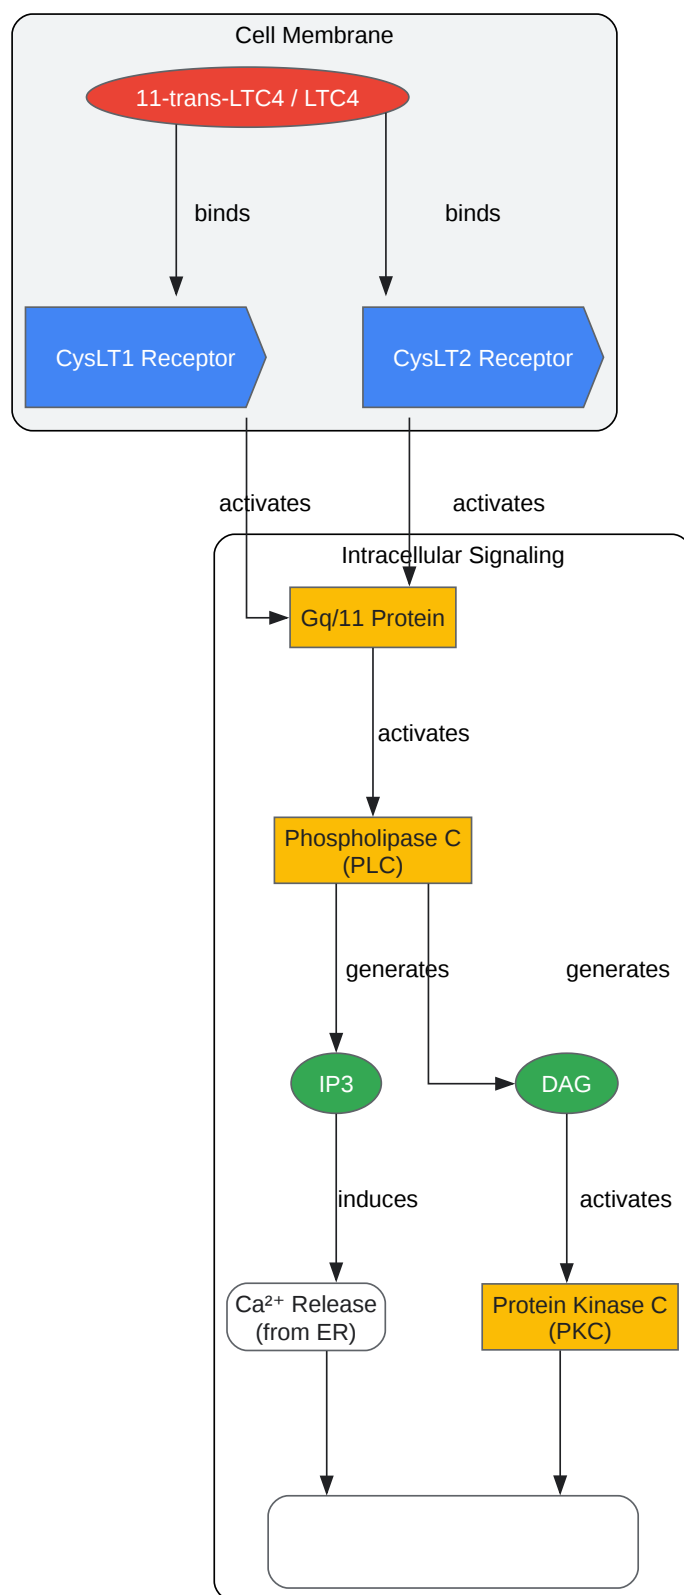 Cell Membrane
11-trans-LTC4 / LTC4
binds
binds
CysLT1 Receptor
CysLT2 Receptor
activates
activates
Intracellular Signaling
Gq/11 Protein
activates
Phospholipase C
(PLC)
generates
generates
IP3
DAG
induces
activates
Ca²⁺ Release
(from ER)
Protein Kinase C
(PKC)